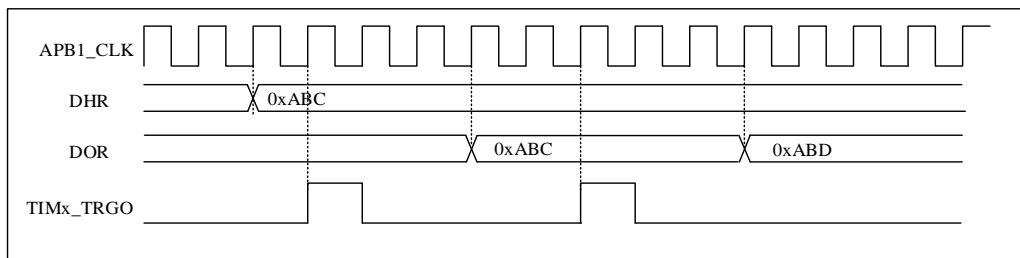 APB1_CLK
DHR 0xABC
DOR 0xABC 0xABD
TIMx_TRGO